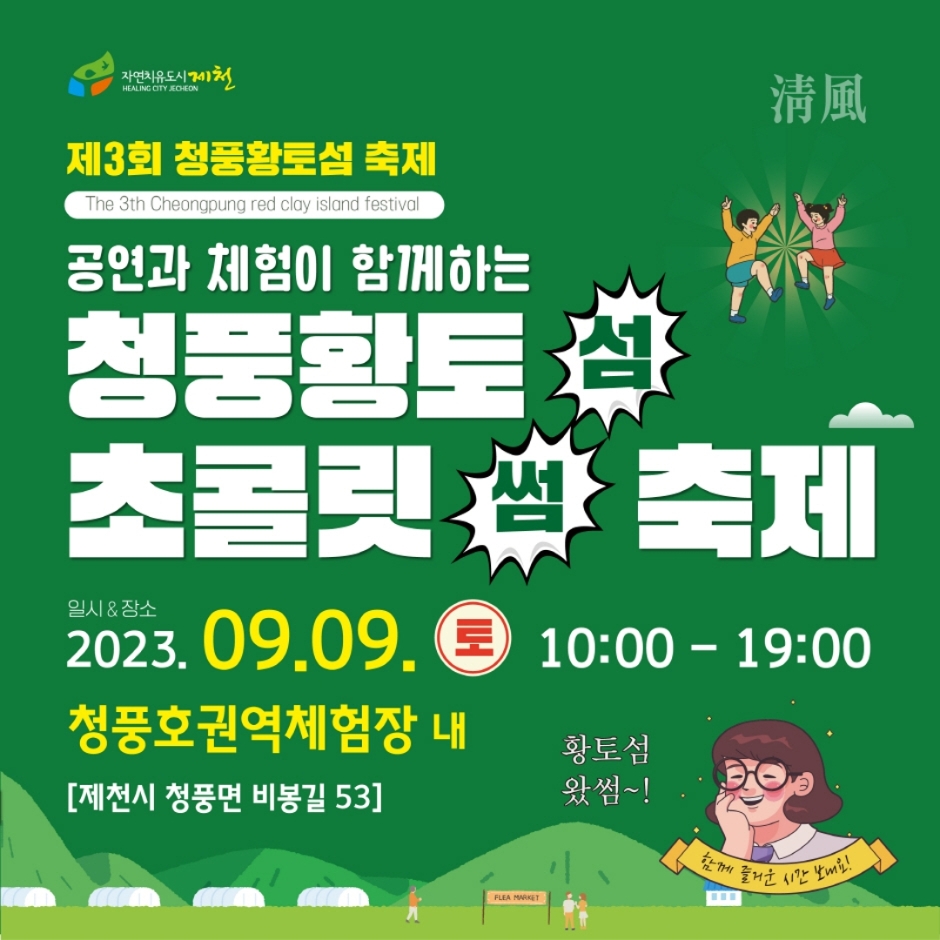 자연치유도시 제천
HEALING CITY JECHEON
淸風
제3회 청풍황토섬 축제
The 3th Cheongpung red clay island festival
공연과 체험이 함께하는
청풍황토섬
초콜릿썸 축제
일시 & 장소
2023. 09.09. 토 10:00 - 19:00
청풍호권역체험장 내
[제천시 청풍면 비봉길 53]
황토섬
왔썸~!
함께 즐거운 시간 보내요!
FLEA MARKET